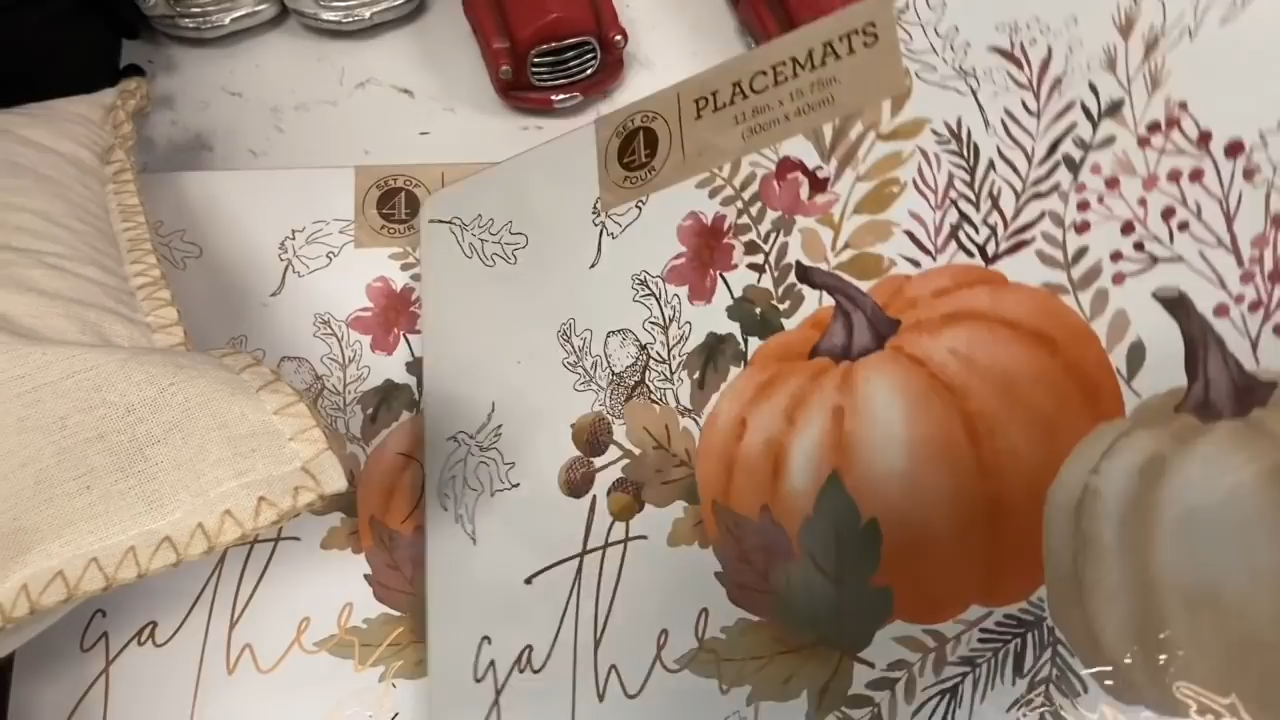 PLACEMATS
11.8in. x 15.75in.
(30cm x 40cm)
SET OF
4
FOUR
SET OF
4
FOUR
gather
gather